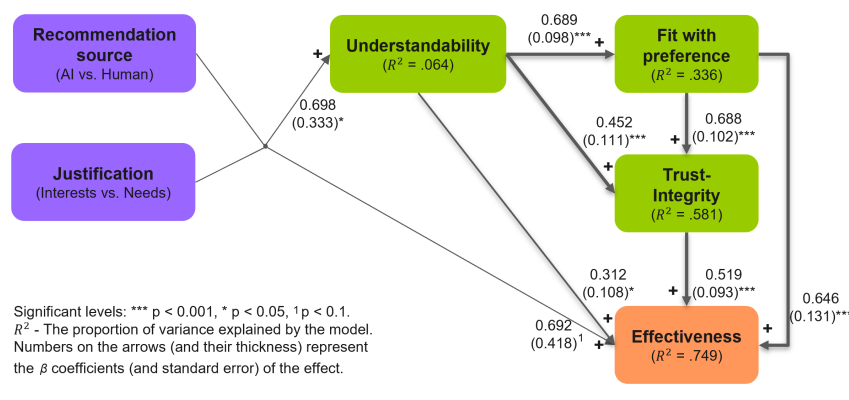 Recommendation
source
(AI vs. Human)
Justification
(Interests vs. Needs)
+
0.698
(0.333)*
Understandability
(R² = .064)
0.689
(0.098)***
+
Fit with
preference
(R² = .336)
0.452
(0.111)***
+
0.688
(0.102)***
+
Trust-
Integrity
(R² = .581)
0.312
(0.108)*
+
0.519
(0.093)***
+
0.646
(0.131)***
+
0.692
(0.418)¹
+
Effectiveness
(R² = .749)
Significant levels: *** p < 0.001, * p < 0.05, ¹ p < 0.1.
R² - The proportion of variance explained by the model.
Numbers on the arrows (and their thickness) represent
the β coefficients (and standard error) of the effect.